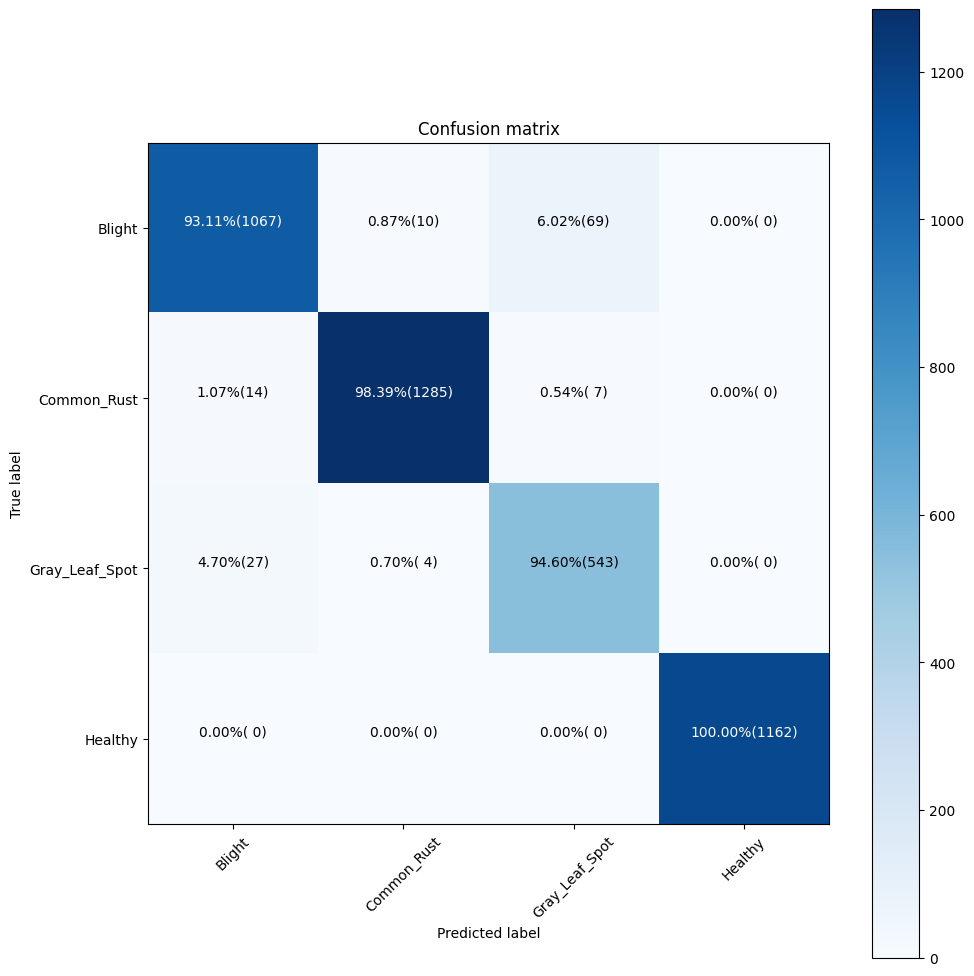 Confusion matrix
1200
1000
800
600
400
200
0
True label
Blight
93.11%(1067)
0.87%(10)
6.02%(69)
0.00%( 0)
Common_Rust
1.07%(14)
98.39%(1285)
0.54%( 7)
0.00%( 0)
Gray_Leaf_Spot
4.70%(27)
0.70%( 4)
94.60%(543)
0.00%( 0)
Healthy
0.00%( 0)
0.00%( 0)
0.00%( 0)
100.00%(1162)
Blight
Common_Rust
Gray_Leaf_Spot
Healthy
Predicted label